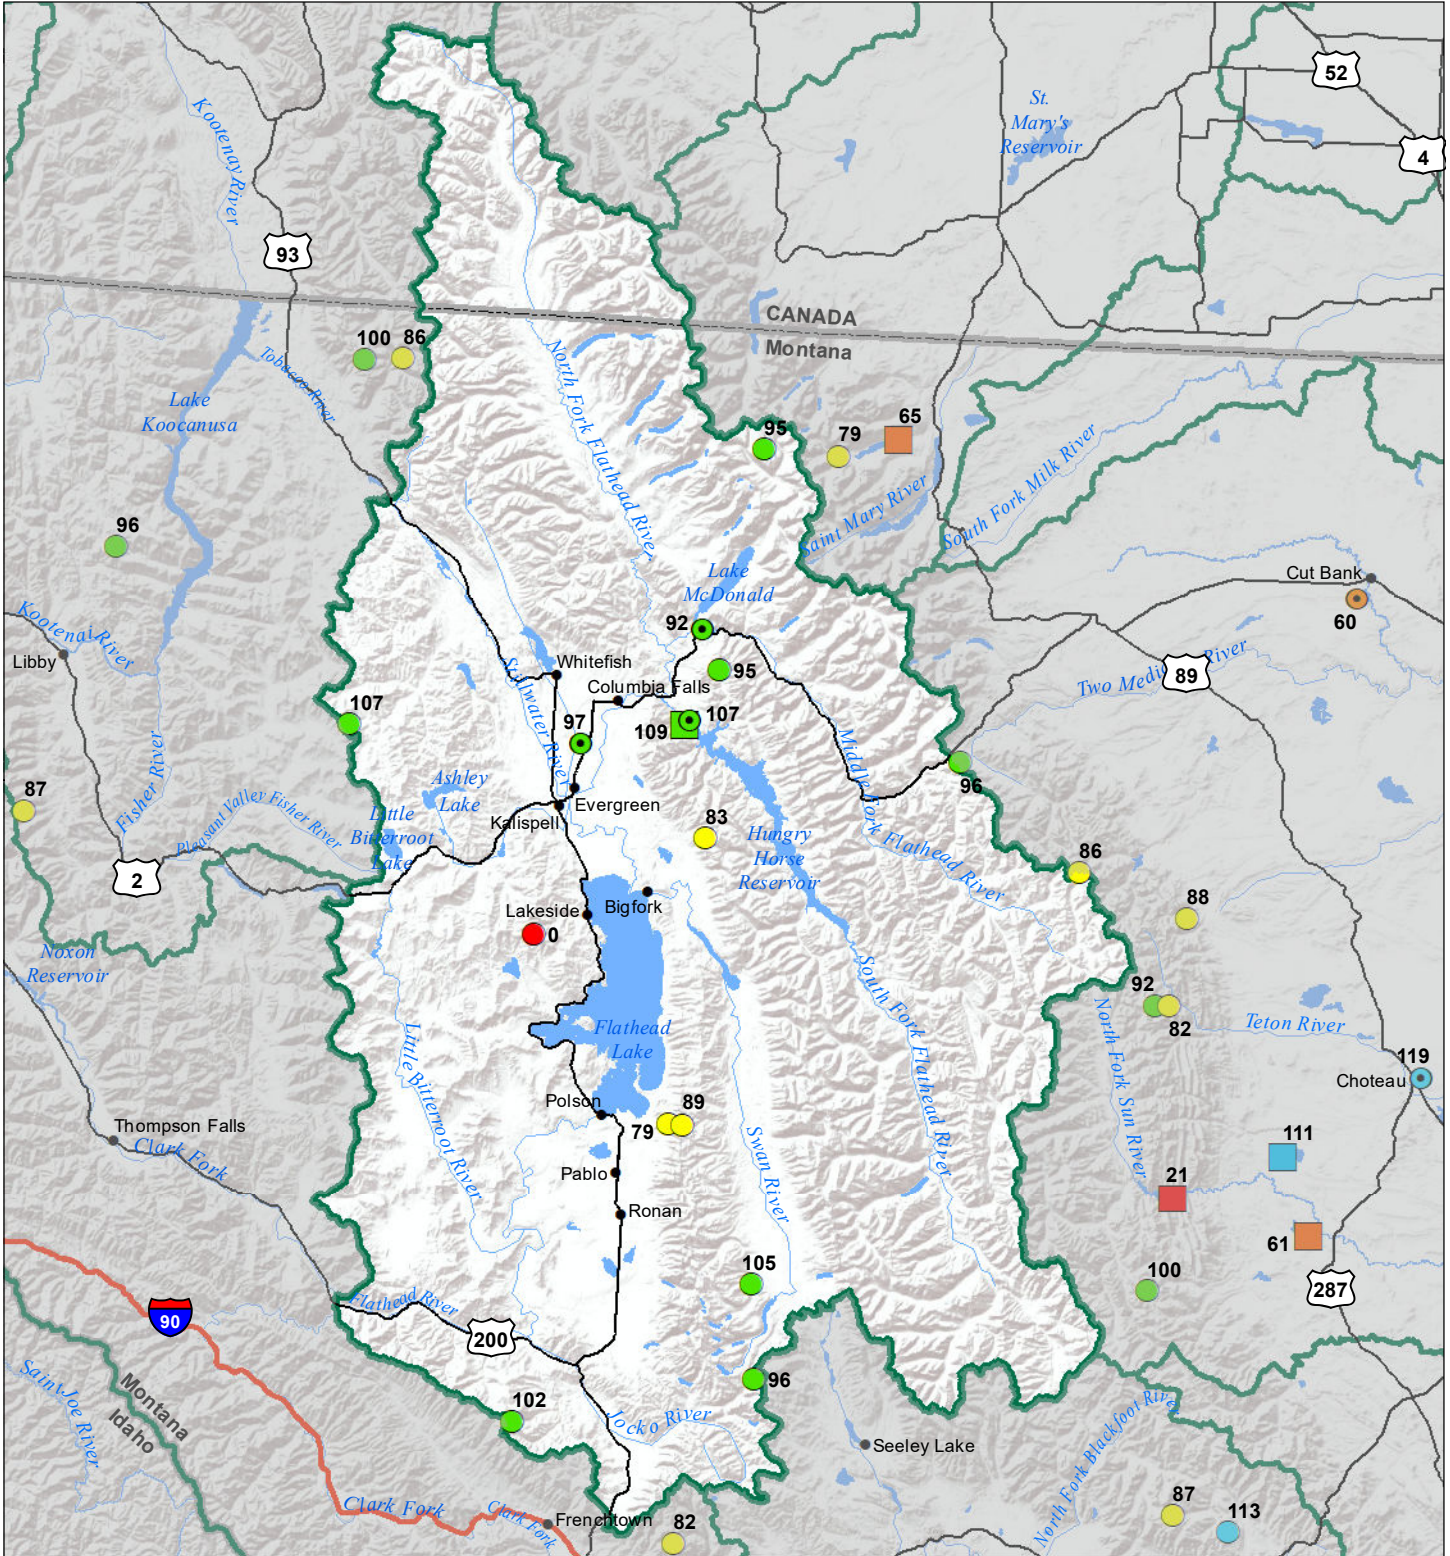 52
St.
Mary's
Reservoir
4
Kootenay River
93
CANADA
Montana
100
86
Tobacco River
North Fork Flathead River
Lake
Koocanusa
95
79
65
South Fork Milk River
Saint Mary River
96
Lake
McDonald
Cut Bank
60
Kootenai River
Libby
92
Whitefish
95
Columbia Falls
Two Medi
River
89
Stillwater River
107
97
109
107
Middle Fork Flathead River
96
Fisher River
Ashley
Lake
87
Evergreen
Pleasant Valley Fisher River
Little
Bitterroot
Lake
Kalispell
83
Hungry
Horse
Reservoir
86
2
Lakeside
Bigfork
0
88
Noxon
Reservoir
South Fork Flathead River
92
82
North Fork Sun River
Teton River
Flathead
Lake
Little Bitterroot River
119
Choteau
Polson
79
89
Thompson Falls
Clark Fork
Swan River
111
Pablo
21
Ronan
61
105
100
287
Flathead River
90
200
96
Saint Joe River
Montana
Idaho
102
Jocko River
North Fork Blackfoot River
Seeley Lake
Clark Fork
Clark Fork
Frenchtown
82
87
113